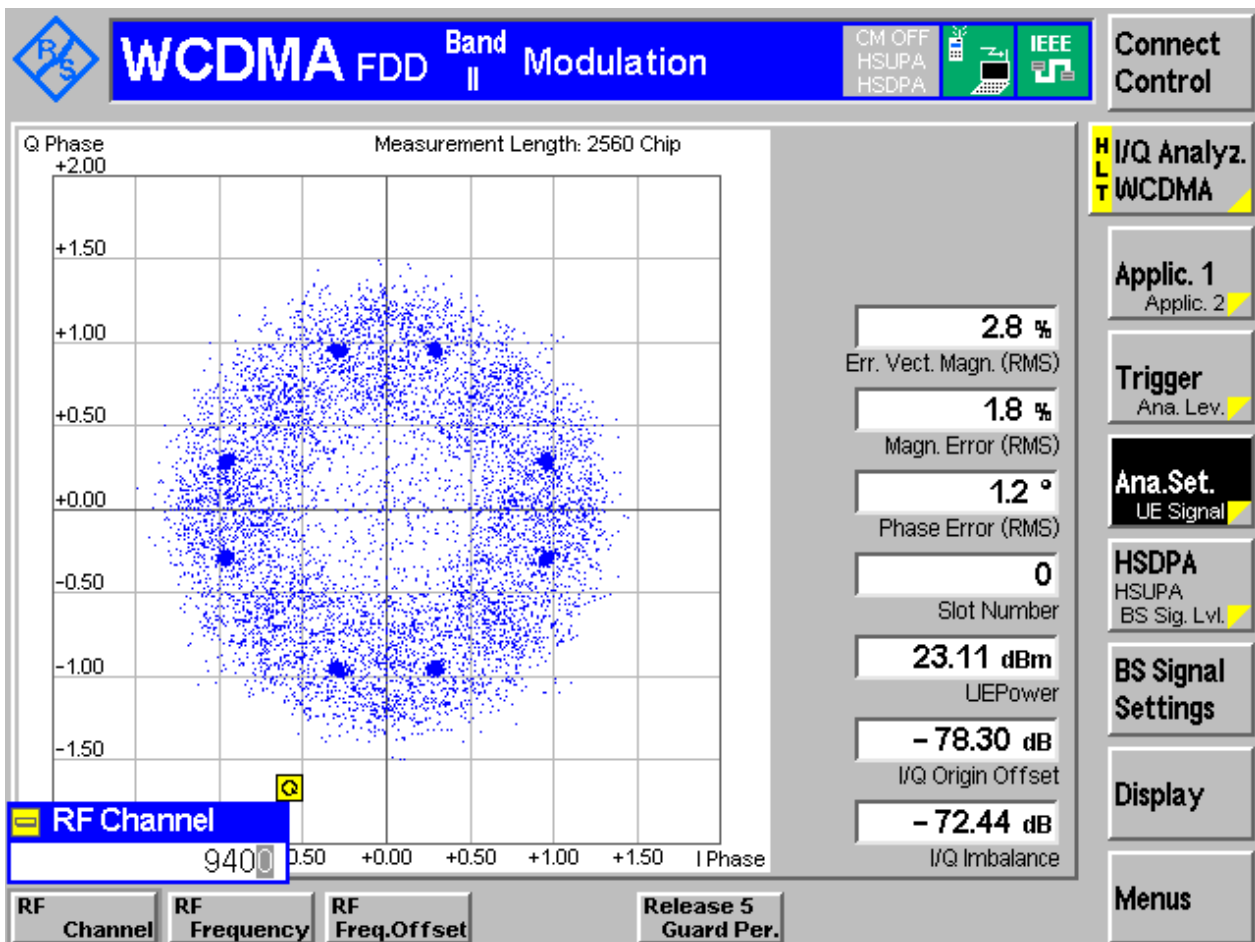 R/S
WCDMA FDD Band II Modulation
CM OFF
HSUPA
HSDPA
IEEE
Connect
Control
Q Phase
Measurement Length: 2560 Chip
+2.00
+1.50
+1.00
+0.50
+0.00
-0.50
-1.00
-1.50
Q
RF Channel
9400
0.50 +0.00 +0.50 +1.00 +1.50 I Phase
2.8 %
Err. Vect. Magn. (RMS)
1.8 %
Magn. Error (RMS)
1.2 °
Phase Error (RMS)
0
Slot Number
23.11 dBm
UEPower
-78.30 dB
I/Q Origin Offset
-72.44 dB
I/Q Imbalance
HLT
I/Q Analyz.
WCDMA
Applic. 1
Applic. 2
Trigger
Ana. Lev.
Ana.Set.
UE Signal
HSDPA
HSUPA
BS Sig. Lvl.
BS Signal
Settings
Display
Menus
RF
Channel
RF
Frequency
RF
Freq.Offset
Release 5
Guard Per.